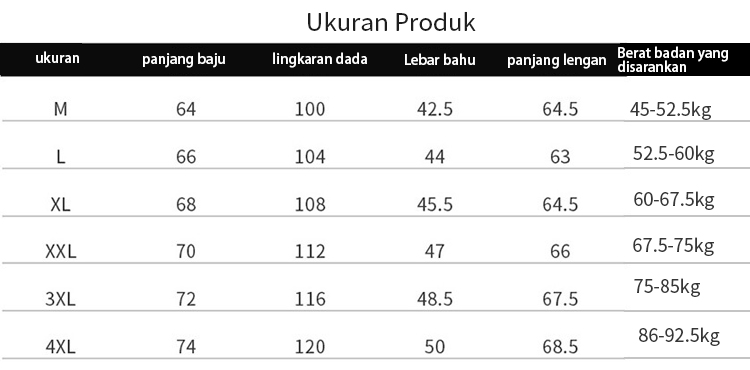 Ukuran Produk
ukuran panjang baju lingkaran dada Lebar bahu panjang lengan Berat badan yang disarankan
M 64 100 42.5 64.5 45-52.5kg
L 66 104 44 63 52.5-60kg
XL 68 108 45.5 64.5 60-67.5kg
XXL 70 112 47 66 67.5-75kg
3XL 72 116 48.5 67.5 75-85kg
4XL 74 120 50 68.5 86-92.5kg